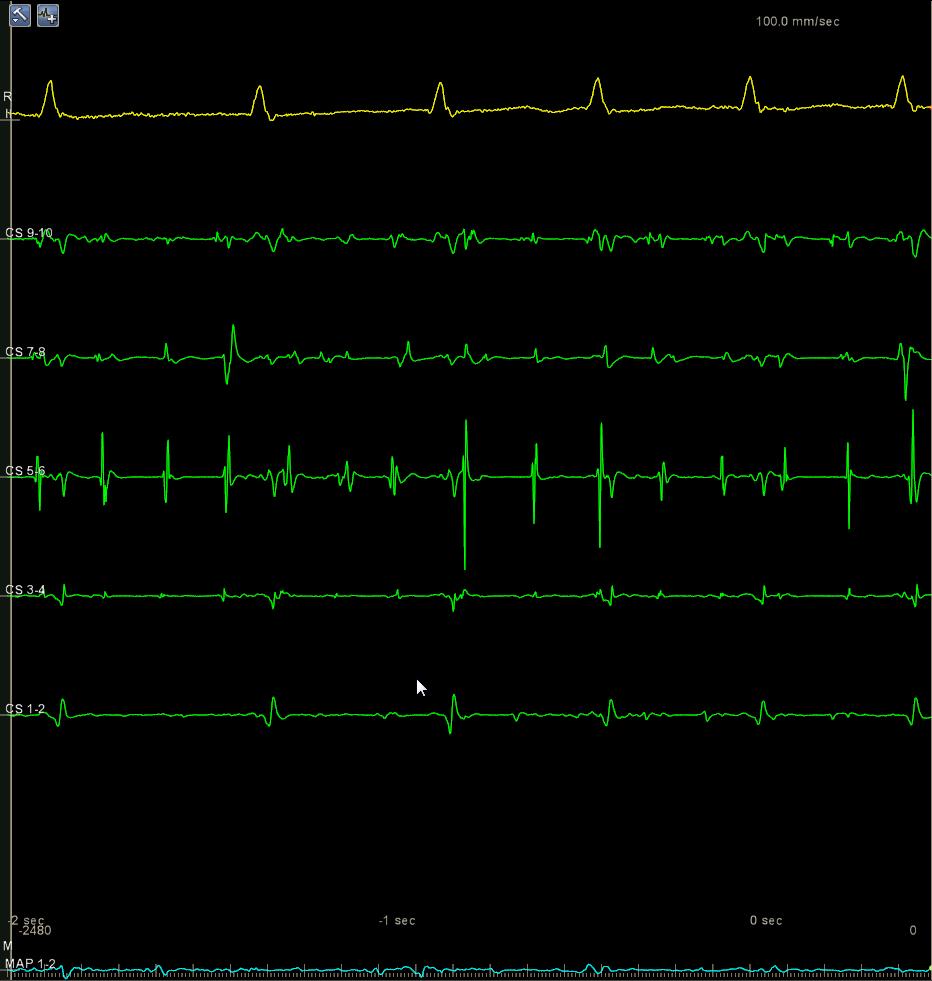 100.0 mm/sec
R
CS 9-10
CS 7-8
CS 5-6
CS 3-4
CS 1-2
-2 sec
-1 sec
0 sec
-2480
0
M
MAP 1-2